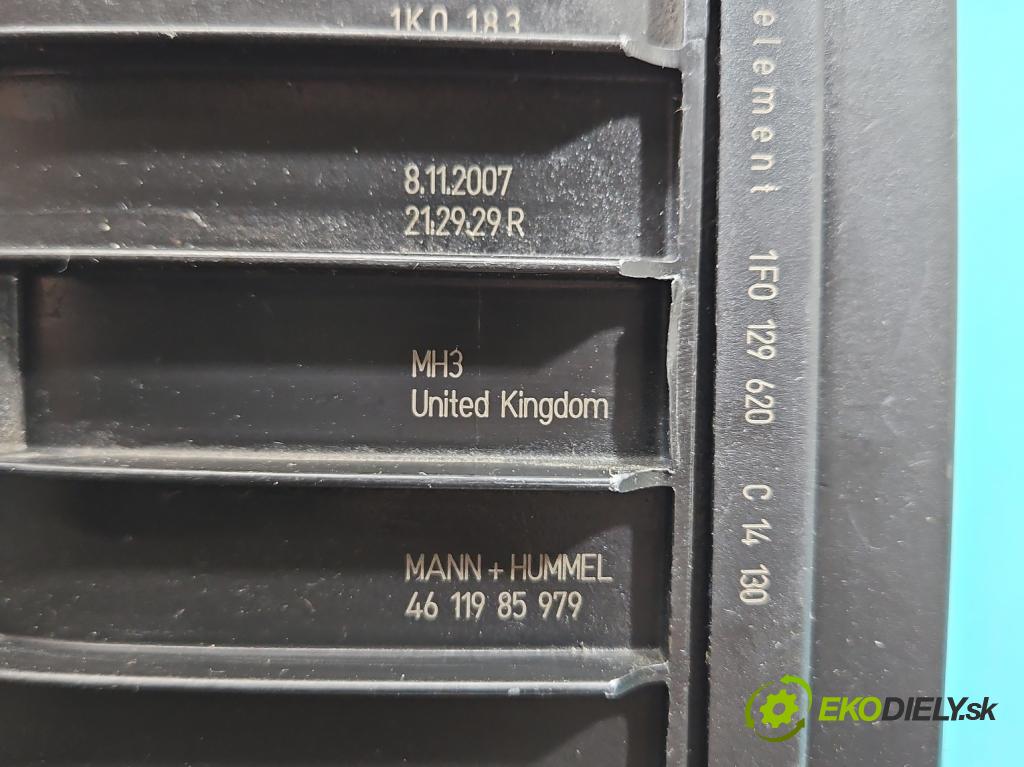 1K0 183
8.11.2007
21:29:29 R
MH3
United Kingdom
MANN + HUMMEL
46 119 85 979
element 1F0 129 620 C 14 130
EKODIELY.sk